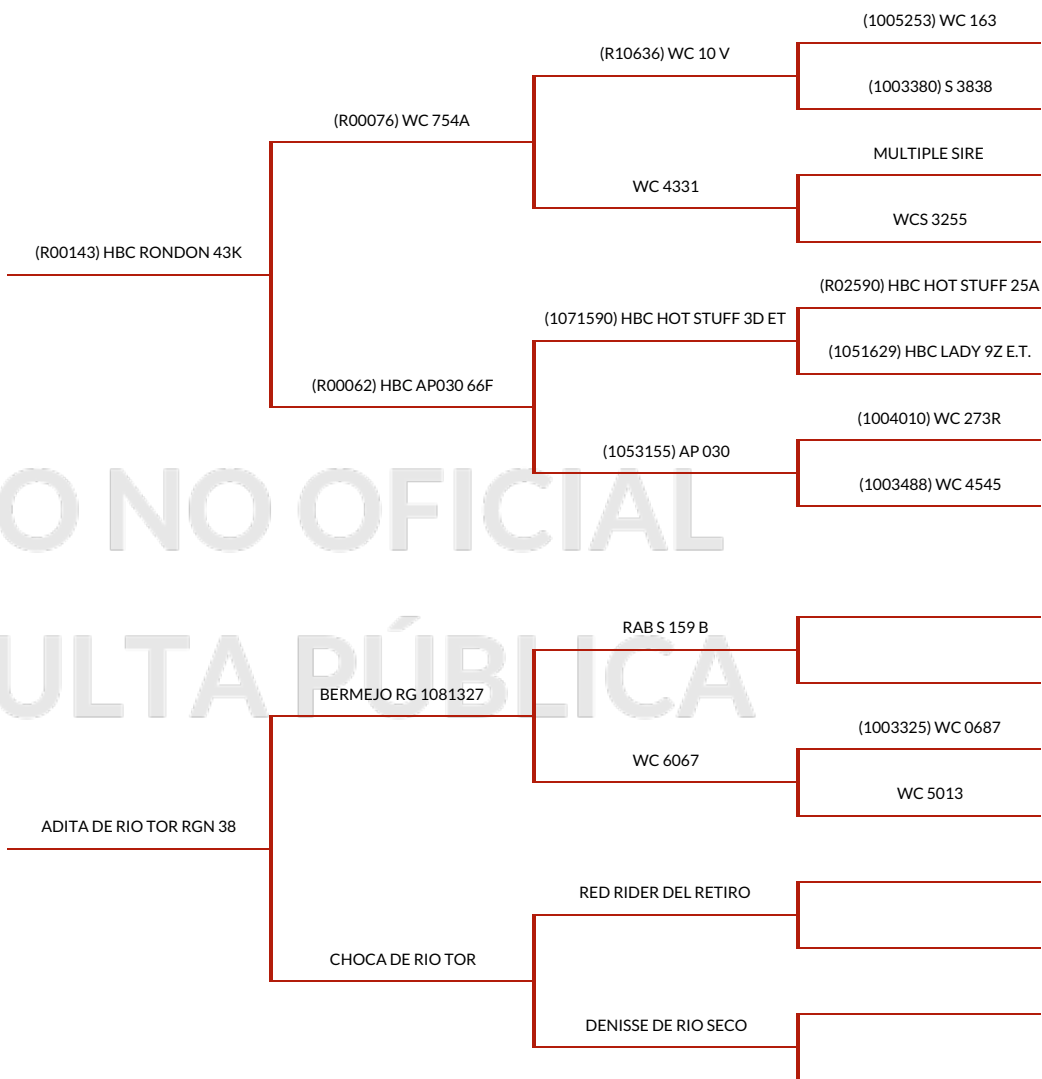 (1005253) WC 163
(R10636) WC 10 V
(1003380) S 3838
(R00076) WC 754A
MULTIPLE SIRE
WC 4331
WCS 3255
(R00143) HBC RONDON 43K
(R02590) HBC HOT STUFF 25A
(1071590) HBC HOT STUFF 3D ET
(1051629) HBC LADY 9Z E.T.
(R00062) HBC AP030 66F
(1004010) WC 273R
(1053155) AP 030
(1003488) WC 4545
O NO OFICIAL
RAB S 159 B
ULTA PÚBLICA
BERMEJO RG 1081327
(1003325) WC 0687
WC 6067
WC 5013
ADITA DE RIO TOR RGN 38
RED RIDER DEL RETIRO
CHOCA DE RIO TOR
DENISSE DE RIO SECO